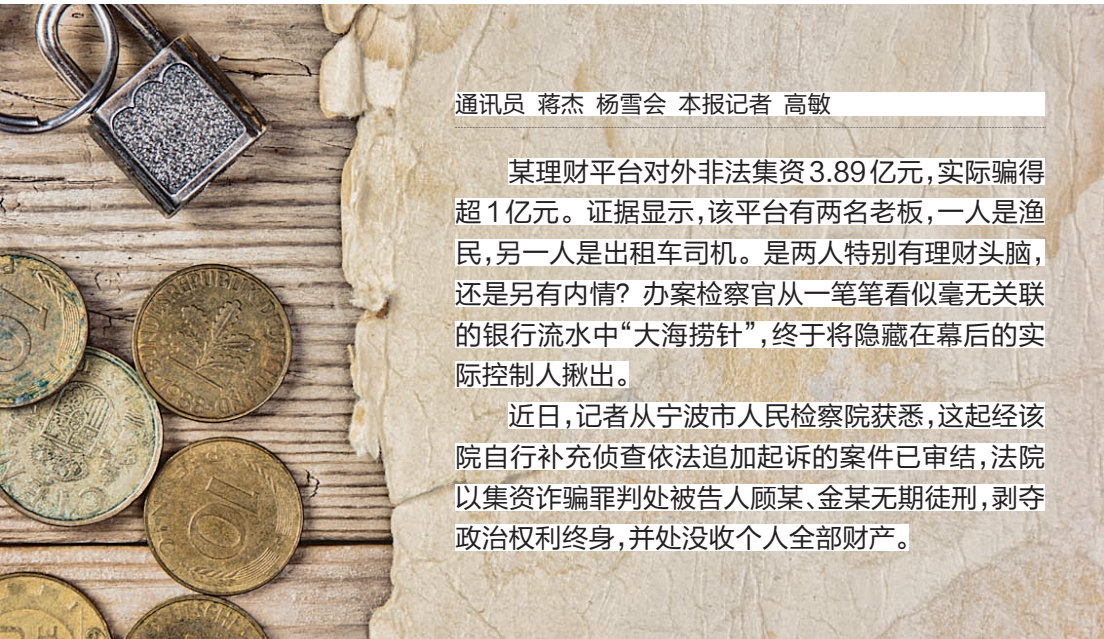 通讯员 蒋杰 杨雪会 本报记者 高敏
某理财平台对外非法集资3.89亿元，实际骗得
超1亿元。证据显示，该平台有两名老板，一人是渔
民，另一人是出租车司机。是两人特别有理财头脑，
还是另有内情？办案检察官从一笔笔看似毫无关联
的银行流水中“大海捞针”，终于将隐藏在幕后的实
际控制人揪出。
近日，记者从宁波市人民检察院获悉，这起经该
院自行补充侦查依法追加起诉的案件已审结，法院
以集资诈骗罪判处被告人顾某、金某无期徒刑，剥夺
政治权利终身，并处没收个人全部财产。
10